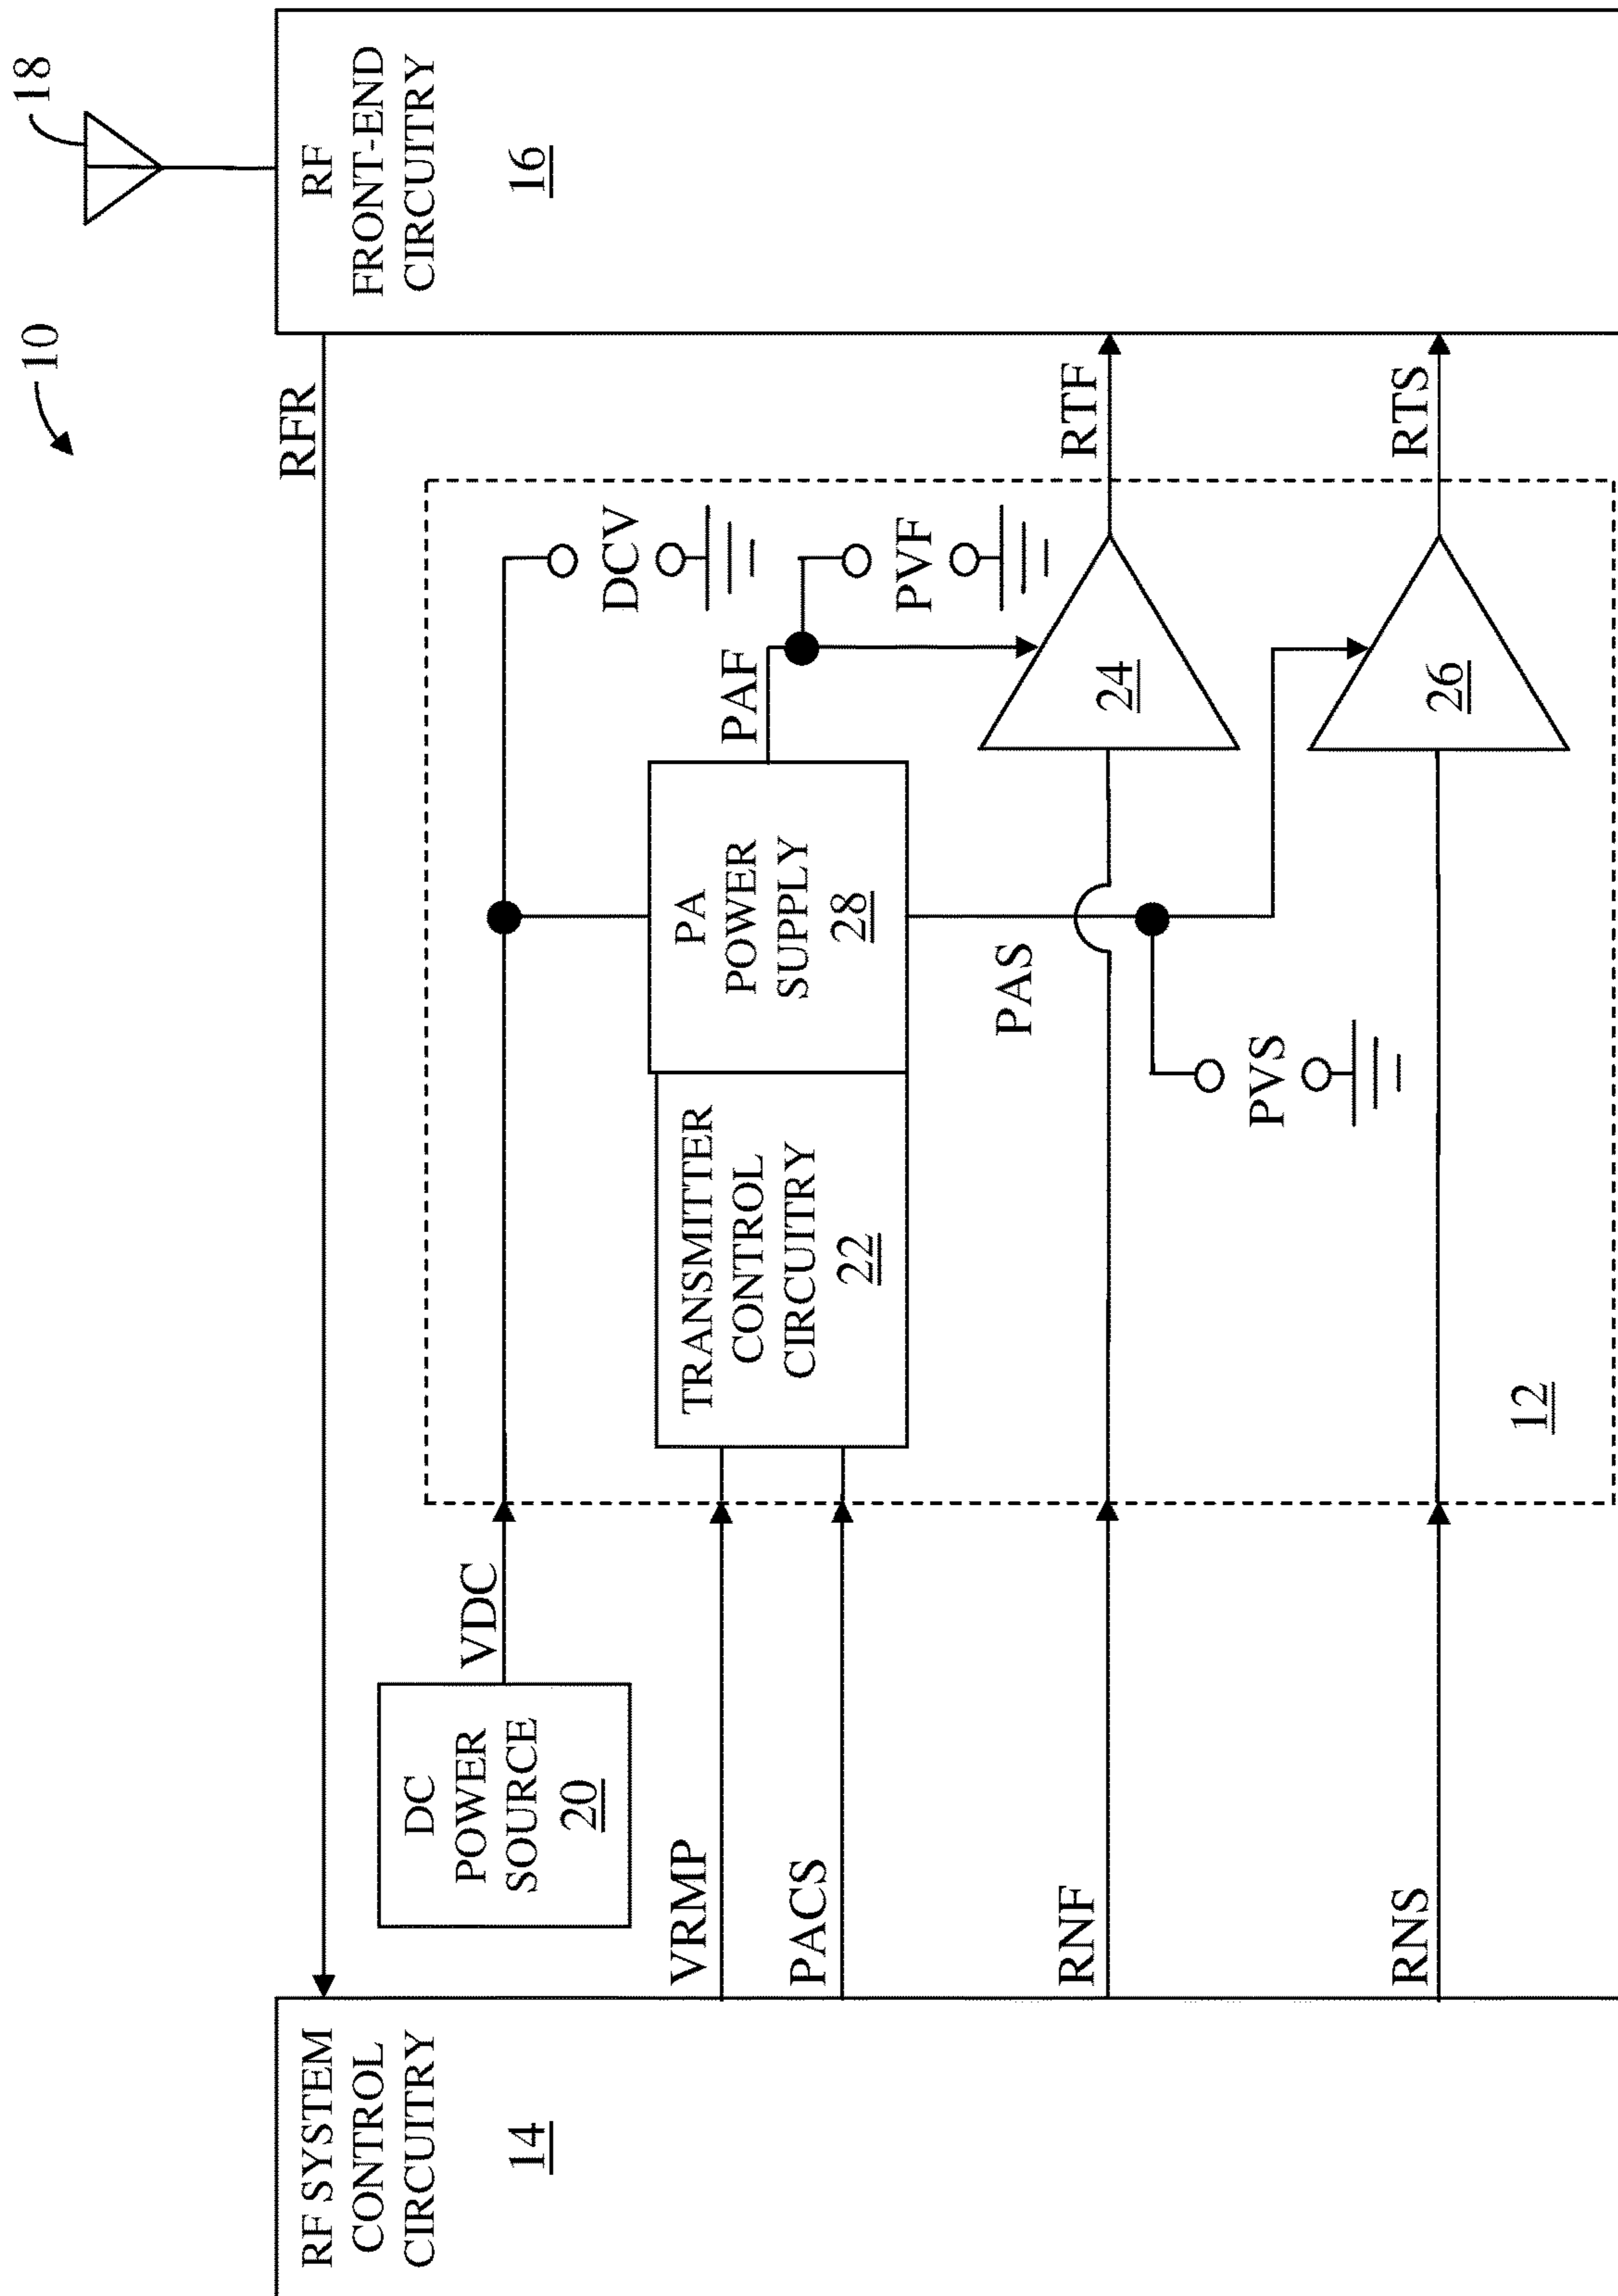 10
18
RFR
RF SYSTEM
CONTROL
CIRCUITRY
14
DC
POWER
SOURCE
20
VDC
VRMP
PACS
RNF
RNS
TRANSMITTER
CONTROL
CIRCUITRY
22
PA
POWER
SUPPLY
28
PAF
PAS
DCV
PVF
PVS
24
26
12
RTF
RTS
RF
FRONT-END
CIRCUITRY
16